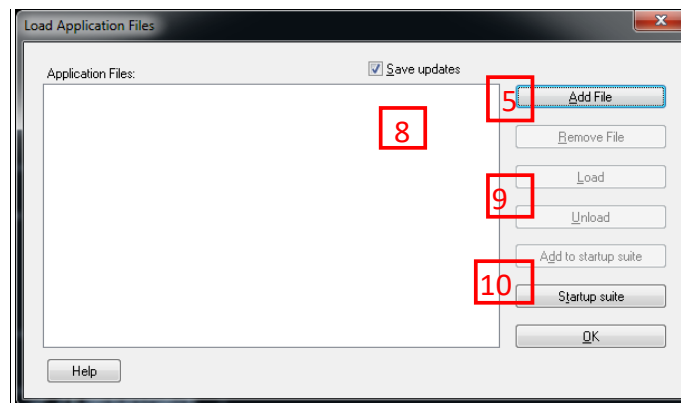 Load Application Files
x
Application Files:
Save updates
5
Add File
8
Remove File
Load
9
Unload
Add to startup suite
10
Startup suite
OK
Help